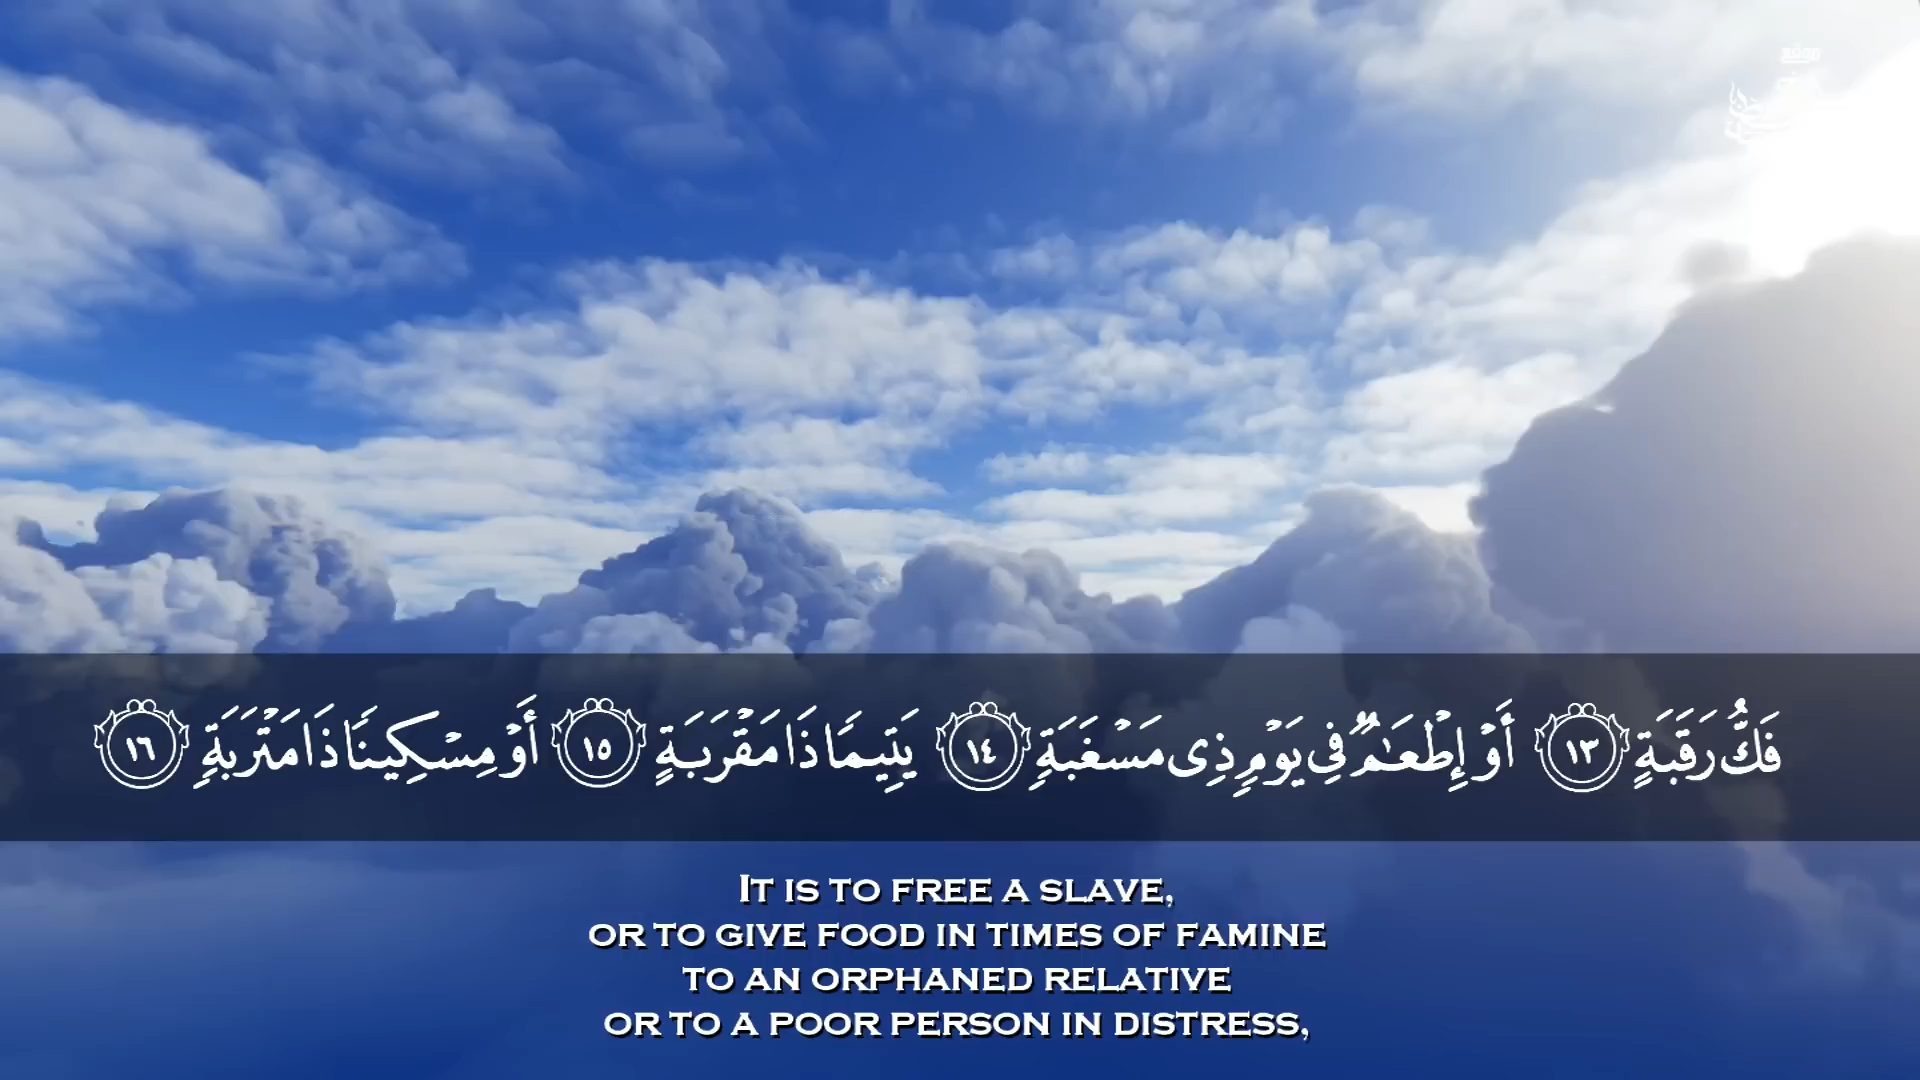 فَكُّ رَقَبَةٍ ١٣ أَوْ إِطْعَٰمٌ فِى يَوْمٍ ذِى مَسْغَبَةٍ ١٤ يَتِيمًا ذَا مَقْرَبَةٍ ١٥ أَوْ مِسْكِينًا ذَا مَتْرَبَةٍ ١٦
IT IS TO FREE A SLAVE,
OR TO GIVE FOOD IN TIMES OF FAMINE
TO AN ORPHANED RELATIVE
OR TO A POOR PERSON IN DISTRESS,